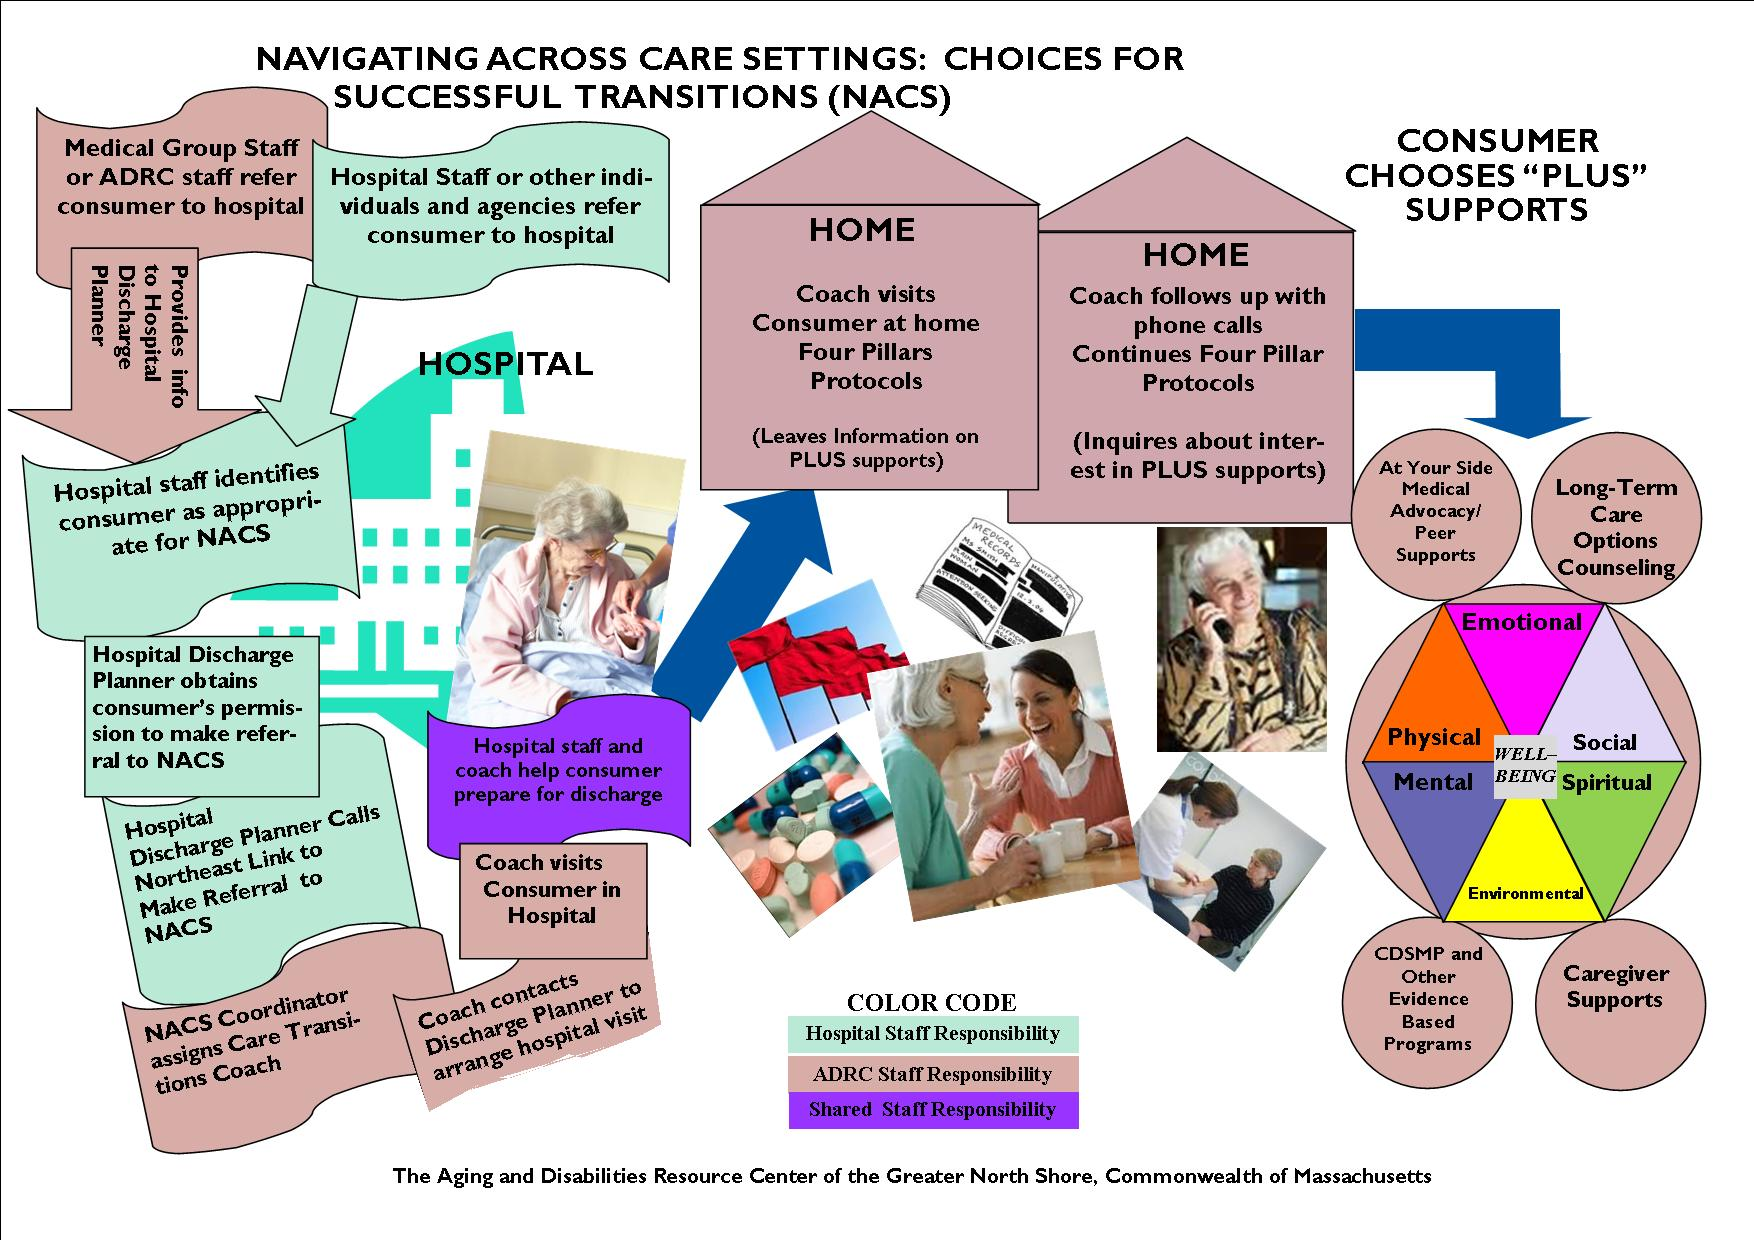 NAVIGATING ACROSS CARE SETTINGS:  CHOICES FOR
SUCCESSFUL TRANSITIONS (NACS)
Medical Group Staff
or ADRC staff refer
consumer to hospital
Hospital Staff or other indi-
viduals and agencies refer
consumer to hospital
Provides info
to Hospital
Discharge
Planner
HOSPITAL
Hospital staff identifies
consumer as appropri-
ate for NACS
Hospital Discharge
Planner obtains
consumer's permis-
sion to make refer-
ral to NACS
Hospital
Discharge Planner Calls
Northeast Link to
Make Referral to
NACS
NACS Coordinator
assigns Care Transi-
tions Coach
Coach contacts
Discharge Planner to
arrange hospital visit
Coach visits
Consumer in
Hospital
Hospital staff and
coach help consumer
prepare for discharge
HOME
Coach visits
Consumer at home
Four Pillars
Protocols
(Leaves Information on
PLUS supports)
HOME
Coach follows up with
phone calls
Continues Four Pillar
Protocols
(Inquires about inter-
est in PLUS supports)
MEDICAL
RECORDS
MS SMITH
PLAIN
WOMAN
ATTENTION SEEKING
MANIPULATIVE
12.3.04
CONSUMER
CHOOSES "PLUS"
SUPPORTS
At Your Side
Medical
Advocacy/
Peer
Supports
Long-Term
Care
Options
Counseling
Emotional
Physical
Social
WELL–
BEING
Mental
Spiritual
Environmental
CDSMP and
Other
Evidence
Based
Programs
Caregiver
Supports
COLOR CODE
Hospital Staff Responsibility
ADRC Staff Responsibility
Shared  Staff Responsibility
The Aging and Disabilities Resource Center of the Greater North Shore, Commonwealth of Massachusetts